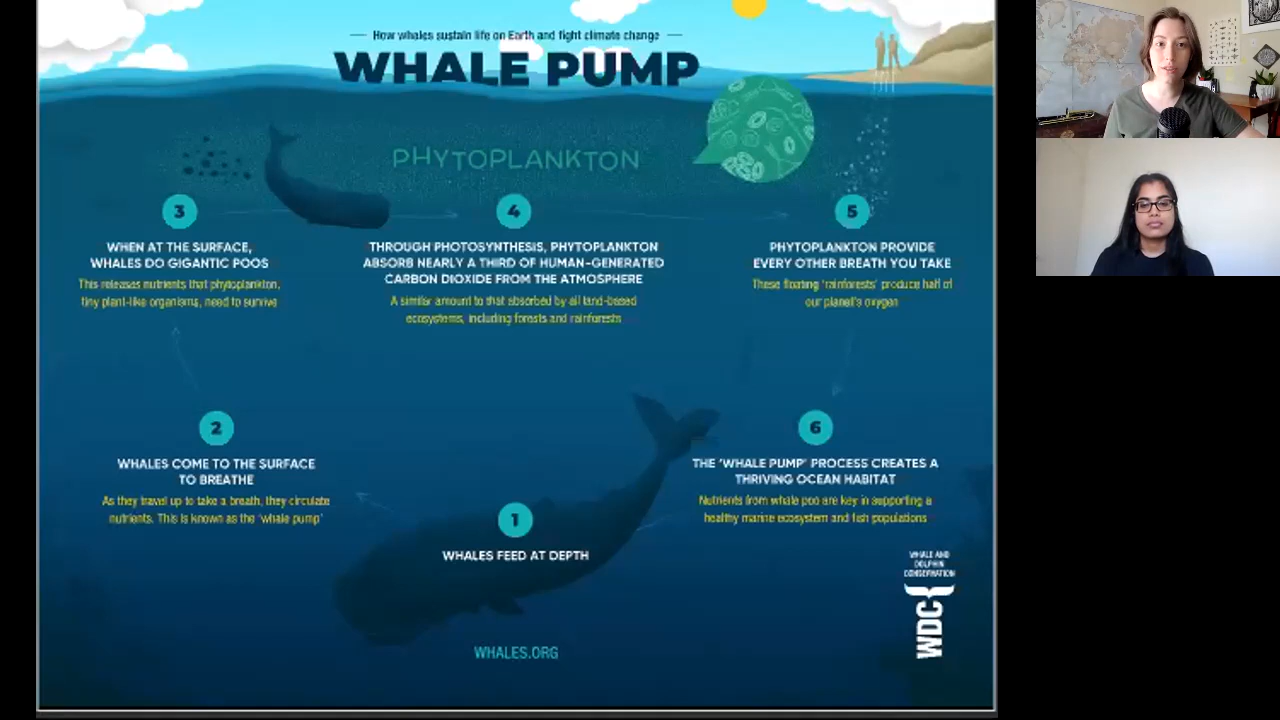 How whales sustain life on Earth and fight climate change
WHALE PUMP
PHYTOPLANKTON
3
WHEN AT THE SURFACE,
WHALES DO GIGANTIC POOS
This releases nutrients that phytoplankton,
tiny plant-like organisms, need to survive
4
THROUGH PHOTOSYNTHESIS, PHYTOPLANKTON
ABSORB NEARLY A THIRD OF HUMAN-GENERATED
CARBON DIOXIDE FROM THE ATMOSPHERE
A similar amount to that absorbed by all land-based
ecosystems, including forests and rainforests
5
PHYTOPLANKTON PROVIDE
EVERY OTHER BREATH YOU TAKE
These floating 'rainforests' produce half of
our planet's oxygen
2
WHALES COME TO THE SURFACE
TO BREATHE
As they travel up to take a breath, they circulate
nutrients. This is known as the 'whale pump'
6
THE 'WHALE PUMP' PROCESS CREATES A
THRIVING OCEAN HABITAT
Nutrients from whale poo are key in supporting a
healthy marine ecosystem and fish populations
1
WHALES FEED AT DEPTH
WHALE AND
DOLPHIN
CONSERVATION
WDC
WHALES.ORG